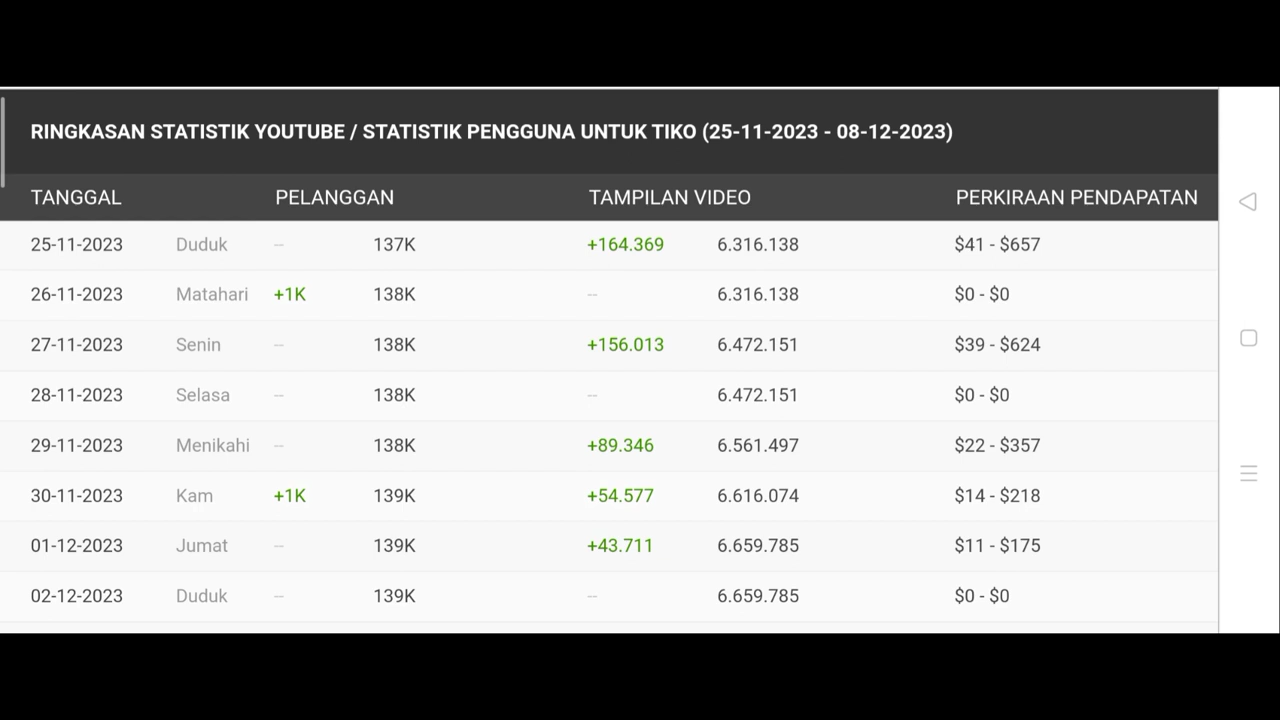 RINGKASAN STATISTIK YOUTUBE / STATISTIK PENGGUNA UNTUK TIKO (25-11-2023 - 08-12-2023)
TANGGAL PELANGGAN TAMPILAN VIDEO PERKIRAAN PENDAPATAN
25-11-2023 Duduk -- 137K +164.369 6.316.138 $41 - $657
26-11-2023 Matahari +1K 138K -- 6.316.138 $0 - $0
27-11-2023 Senin -- 138K +156.013 6.472.151 $39 - $624
28-11-2023 Selasa -- 138K -- 6.472.151 $0 - $0
29-11-2023 Menikahi -- 138K +89.346 6.561.497 $22 - $357
30-11-2023 Kam +1K 139K +54.577 6.616.074 $14 - $218
01-12-2023 Jumat -- 139K +43.711 6.659.785 $11 - $175
02-12-2023 Duduk -- 139K -- 6.659.785 $0 - $0